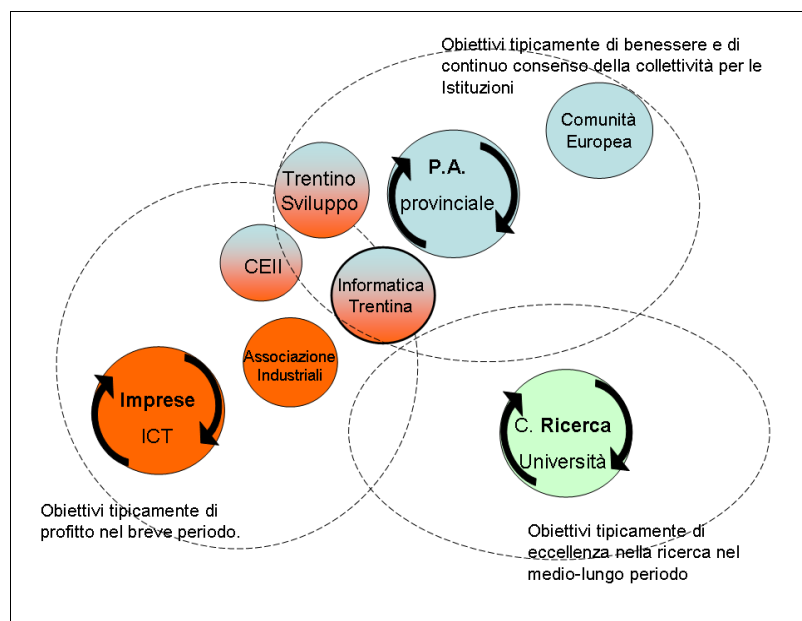 Obiettivi tipicamente di benessere e di
continuo consenso della collettività per le
Istituzioni
Comunità
Europea
P.A.
provinciale
Trentino
Sviluppo
CEII
Informatica
Trentina
Associazione
Industriali
Imprese
ICT
C. Ricerca
Università
Obiettivi tipicamente di
profitto nel breve periodo.
Obiettivi tipicamente di
eccellenza nella ricerca nel
medio-lungo periodo